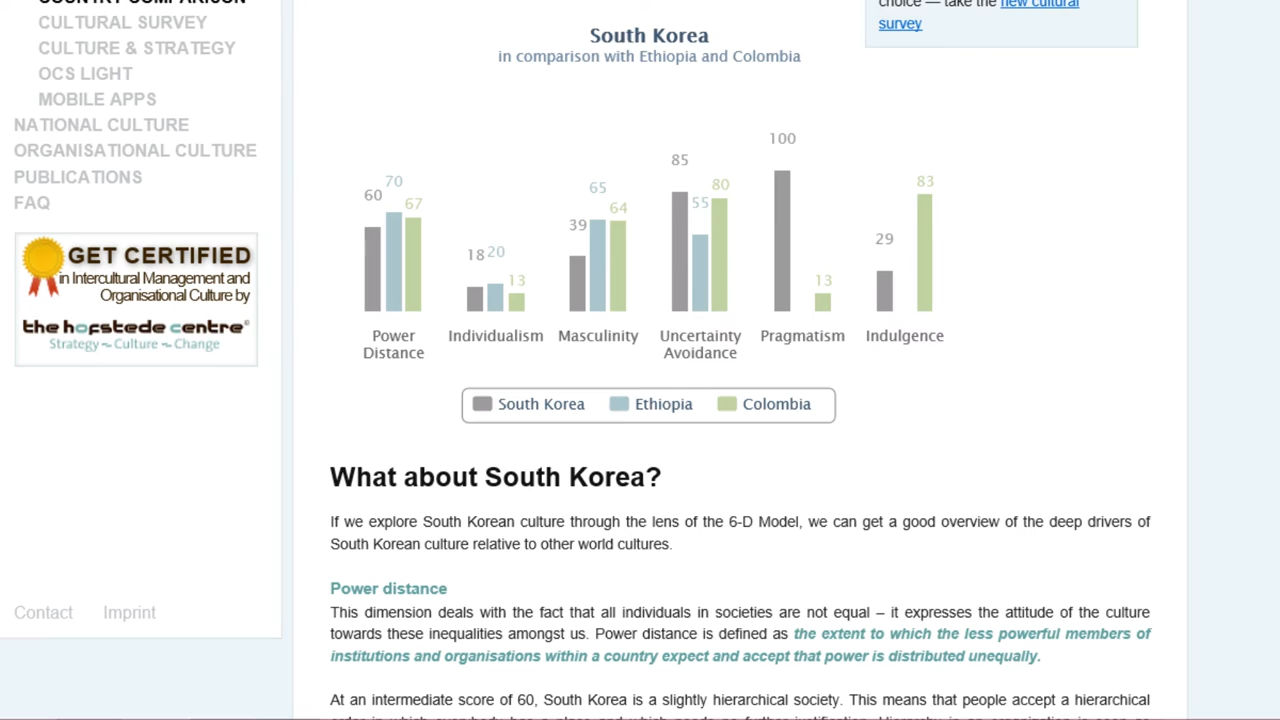 COUNTRY COMPARISON
CULTURAL SURVEY
CULTURE & STRATEGY
OCS LIGHT
MOBILE APPS
NATIONAL CULTURE
ORGANISATIONAL CULTURE
PUBLICATIONS
FAQ
GET CERTIFIED
in Intercultural Management and
Organisational Culture by
the hofstede centre®
Strategy ~ Culture ~ Change
Contact Imprint
choice — take the new cultural
survey
South Korea
in comparison with Ethiopia and Colombia
60 70 67
18 20 13
39 65 64
85 55 80
100 13
29 83
Power
Distance
Individualism
Masculinity
Uncertainty
Avoidance
Pragmatism
Indulgence
South Korea Ethiopia Colombia
What about South Korea?
If we explore South Korean culture through the lens of the 6-D Model, we can get a good overview of the deep drivers of
South Korean culture relative to other world cultures.
Power distance
This dimension deals with the fact that all individuals in societies are not equal – it expresses the attitude of the culture
towards these inequalities amongst us. Power distance is defined as the extent to which the less powerful members of
institutions and organisations within a country expect and accept that power is distributed unequally.
At an intermediate score of 60, South Korea is a slightly hierarchical society. This means that people accept a hierarchical